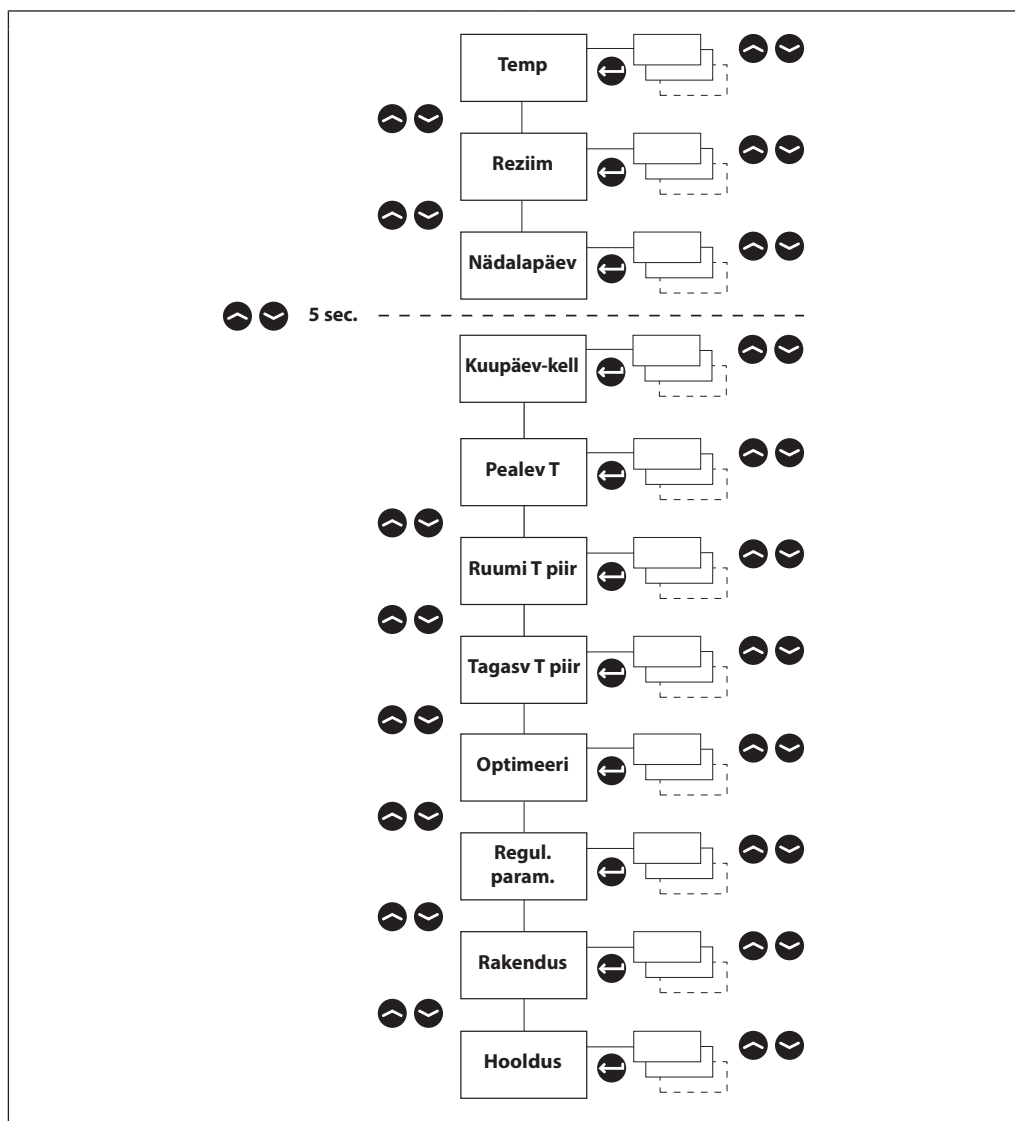 Temp
Reziim
Nädalapäev
5 sec.
Kuupäev-kell
Pealev T
Ruumi T piir
Tagasv T piir
Optimeeri
Regul.
param.
Rakendus
Hooldus